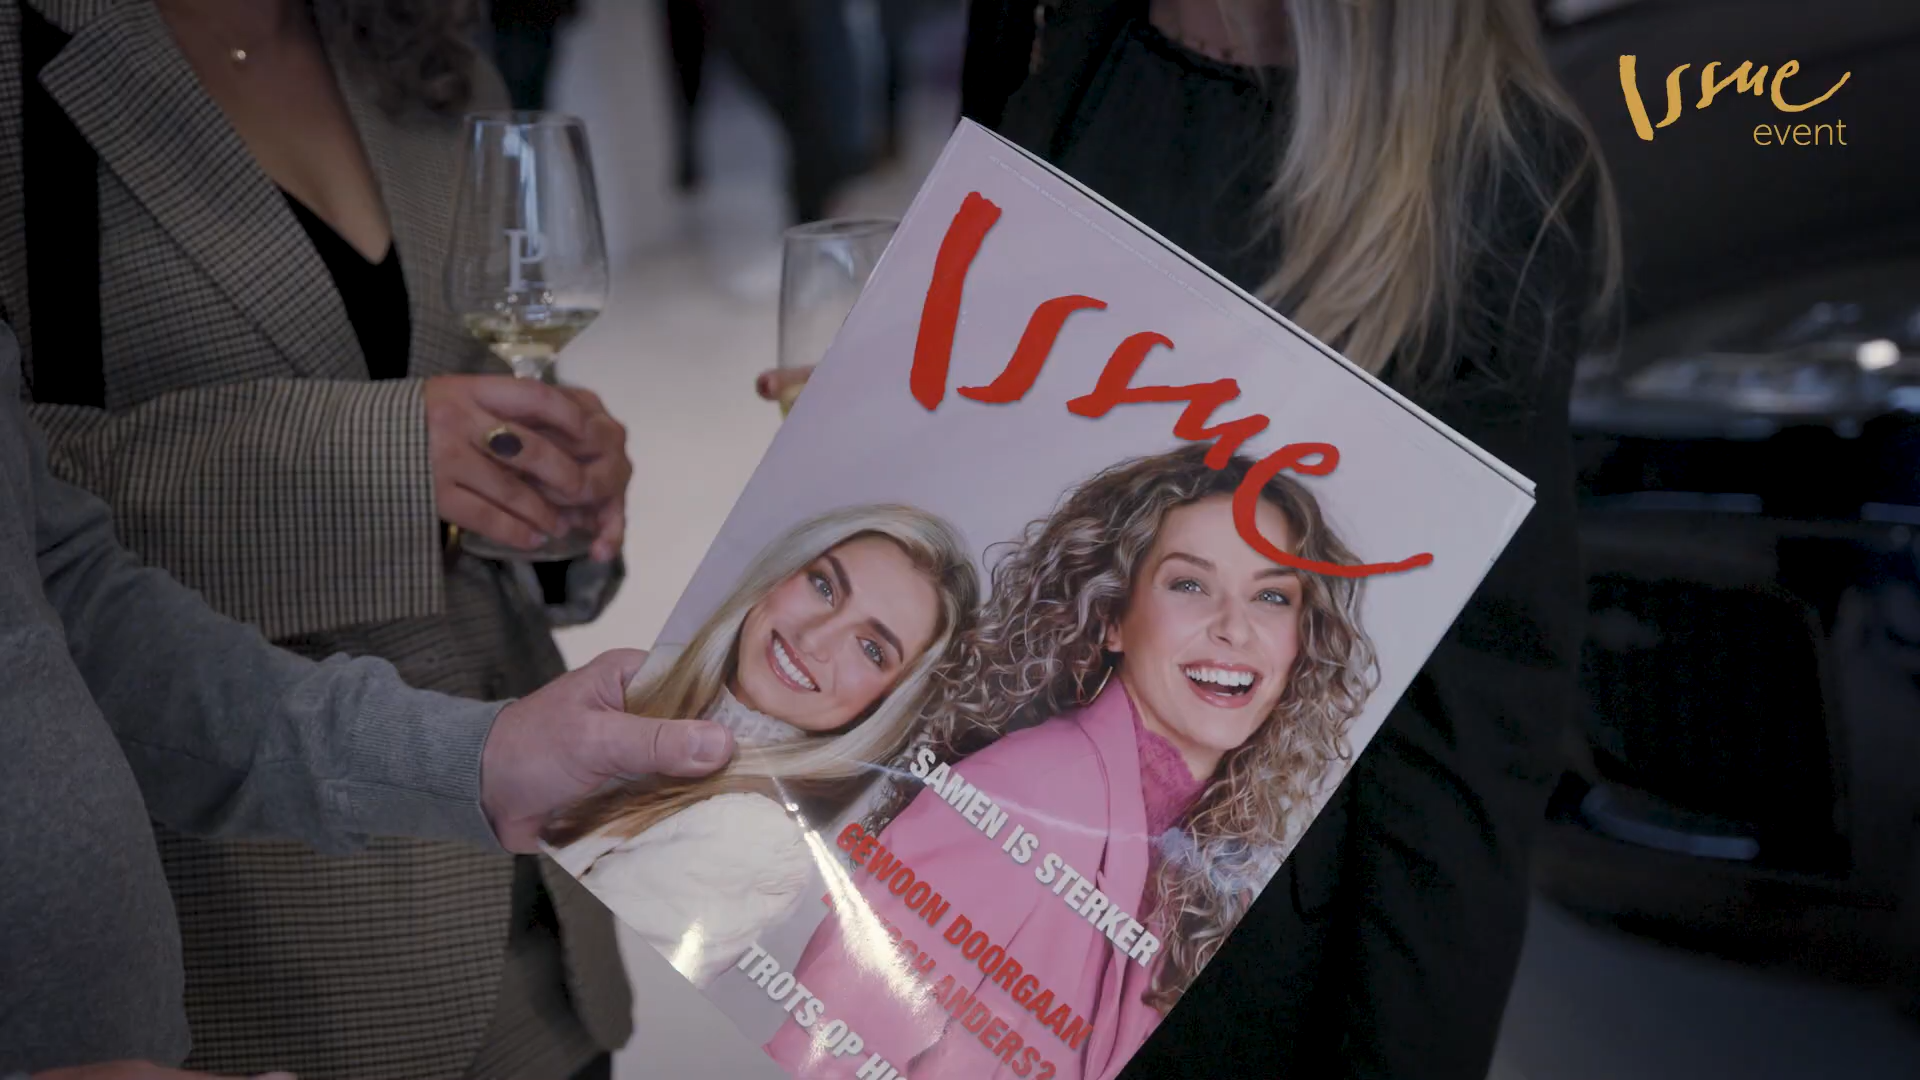 Issue
event
P
Issue
SAMEN IS STERKER
GEWOON DOORGAAN
ANDERS?
TROTS OP